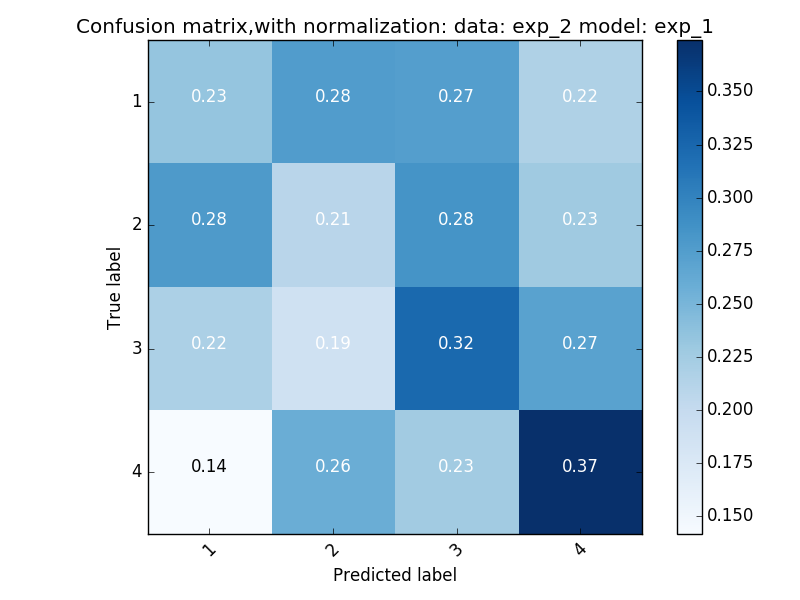 Confusion matrix,with normalization: data: exp_2 model: exp_1
True label
1
0.23 0.28 0.27 0.22
2
0.28 0.21 0.28 0.23
3
0.22 0.19 0.32 0.27
4
0.14 0.26 0.23 0.37
1 2 3 4
Predicted label
0.350
0.325
0.300
0.275
0.250
0.225
0.200
0.175
0.150